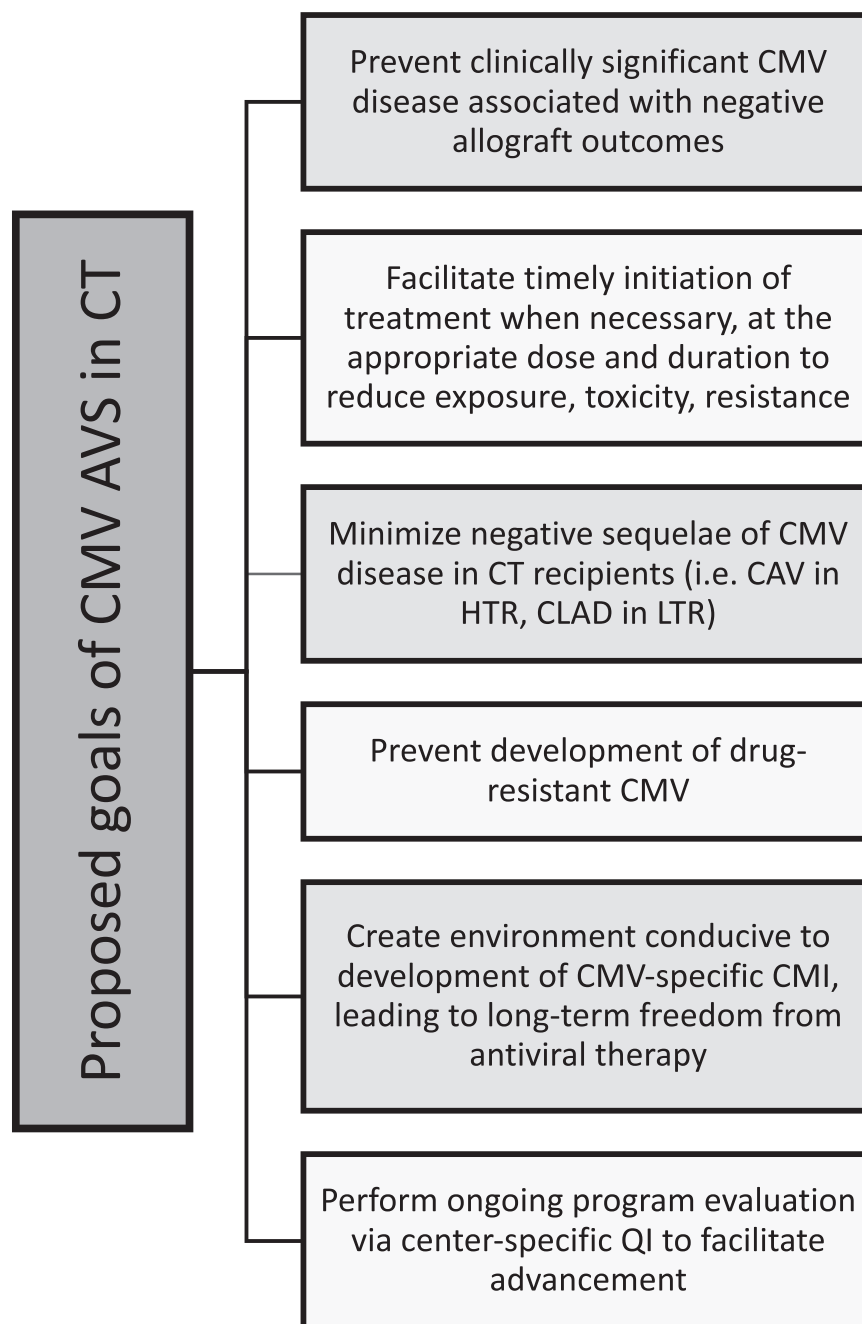 Proposed goals of CMV AVS in CT
Prevent clinically significant CMV
disease associated with negative
allograft outcomes
Facilitate timely initiation of
treatment when necessary, at the
appropriate dose and duration to
reduce exposure, toxicity, resistance
Minimize negative sequelae of CMV
disease in CT recipients (i.e. CAV in
HTR, CLAD in LTR)
Prevent development of drug-
resistant CMV
Create environment conducive to
development of CMV-specific CMI,
leading to long-term freedom from
antiviral therapy
Perform ongoing program evaluation
via center-specific QI to facilitate
advancement